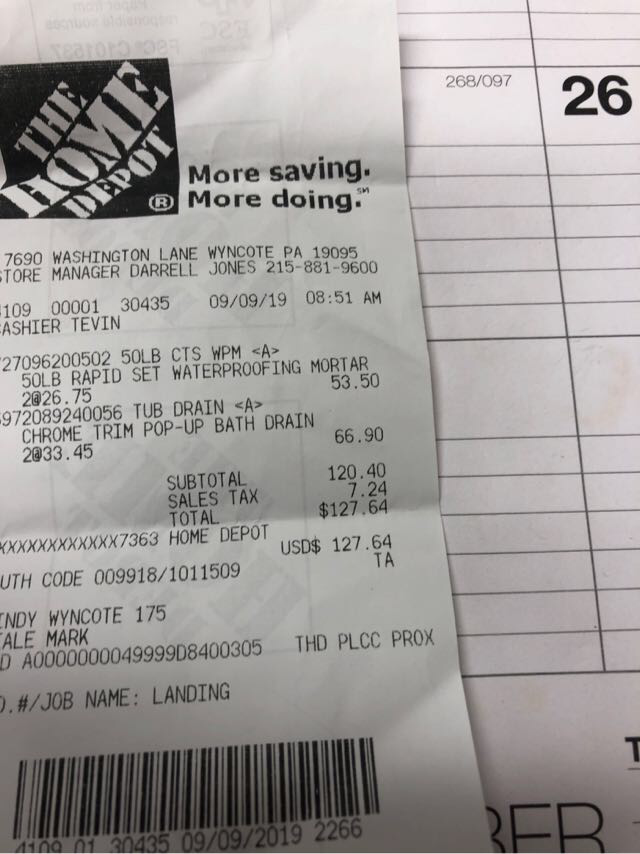 THE
HOME
DEPOT
®
More saving.
More doing.℠
7690 WASHINGTON LANE WYNCOTE PA 19095
TORE MANAGER DARRELL JONES 215-881-9600
109 00001 30435 09/09/19 08:51 AM
ASHIER TEVIN
27096200502 50LB CTS WPM <A>
50LB RAPID SET WATERPROOFING MORTAR
2@26.75 53.50
972089240056 TUB DRAIN <A>
CHROME TRIM POP-UP BATH DRAIN
2@33.45 66.90
SUBTOTAL 120.40
SALES TAX 7.24
TOTAL $127.64
XXXXXXXXXXXX7363 HOME DEPOT
USD$ 127.64
UTH CODE 009918/1011509 TA
INDY WYNCOTE 175
ALE MARK
D A0000000049999D8400305 THD PLCC PROX
O.#/JOB NAME: LANDING
4109 01 30435 09/09/2019 2266
268/097
26
T
BER